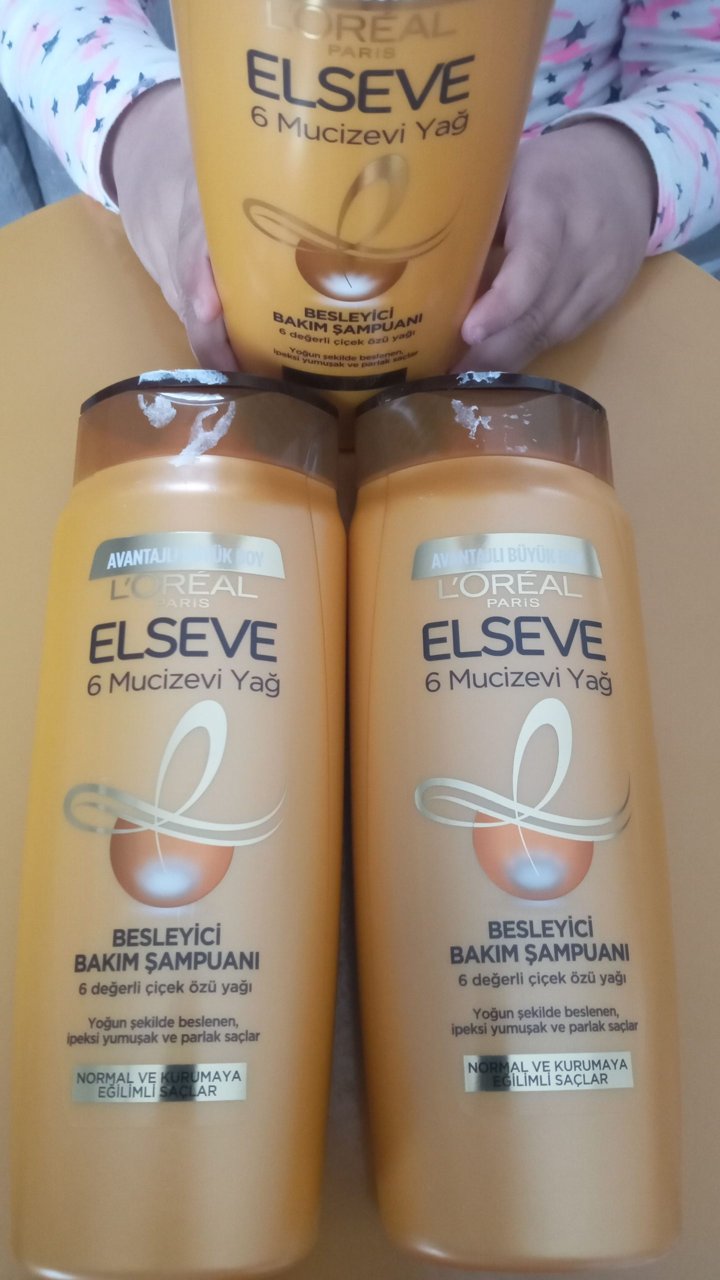 L'ORÉAL
PARIS
ELSEVE
6 Mucizevi Yağ
BESLEYİCİ
BAKIM ŞAMPUANI
6 değerli çiçek özü yağı
Yoğun şekilde beslenen,
ipeksi yumuşak ve parlak saçlar
AVANTAJLI BÜYÜK BOY
L'ORÉAL
PARIS
ELSEVE
6 Mucizevi Yağ
BESLEYİCİ
BAKIM ŞAMPUANI
6 değerli çiçek özü yağı
Yoğun şekilde beslenen,
ipeksi yumuşak ve parlak saçlar
NORMAL VE KURUMAYA
EĞİLİMLİ SAÇLAR
AVANTAJLI BÜYÜK BOY
L'ORÉAL
PARIS
ELSEVE
6 Mucizevi Yağ
BESLEYİCİ
BAKIM ŞAMPUANI
6 değerli çiçek özü yağı
Yoğun şekilde beslenen,
ipeksi yumuşak ve parlak saçlar
NORMAL VE KURUMAYA
EĞİLİMLİ SAÇLAR